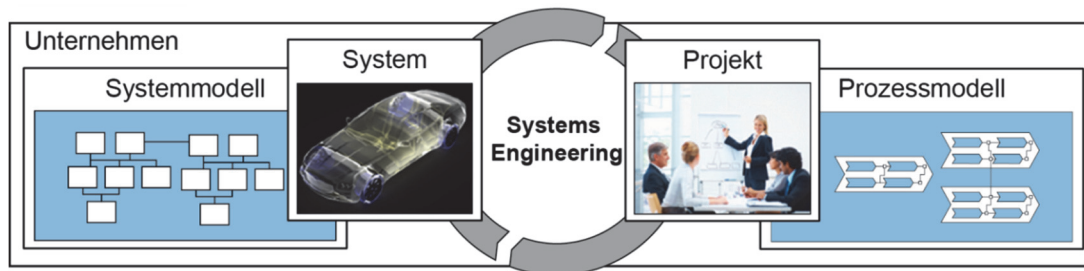 Unternehmen
Systemmodell
System
Systems
Engineering
Projekt
Prozessmodell